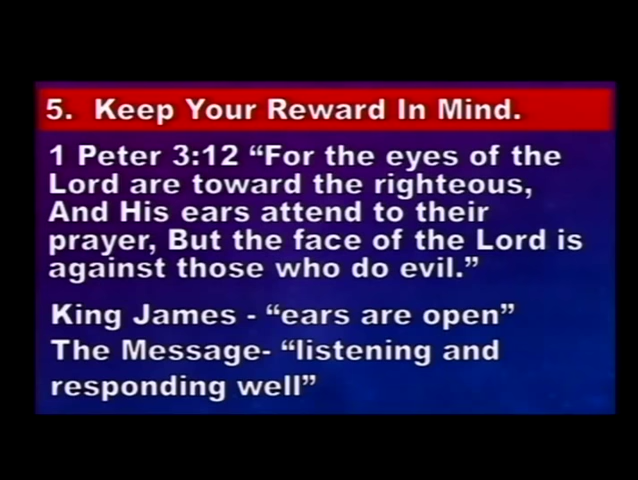 5. Keep Your Reward In Mind.
1 Peter 3:12 “For the eyes of the
Lord are toward the righteous,
And His ears attend to their
prayer, But the face of the Lord is
against those who do evil.”
King James - “ears are open”
The Message- “listening and
responding well”